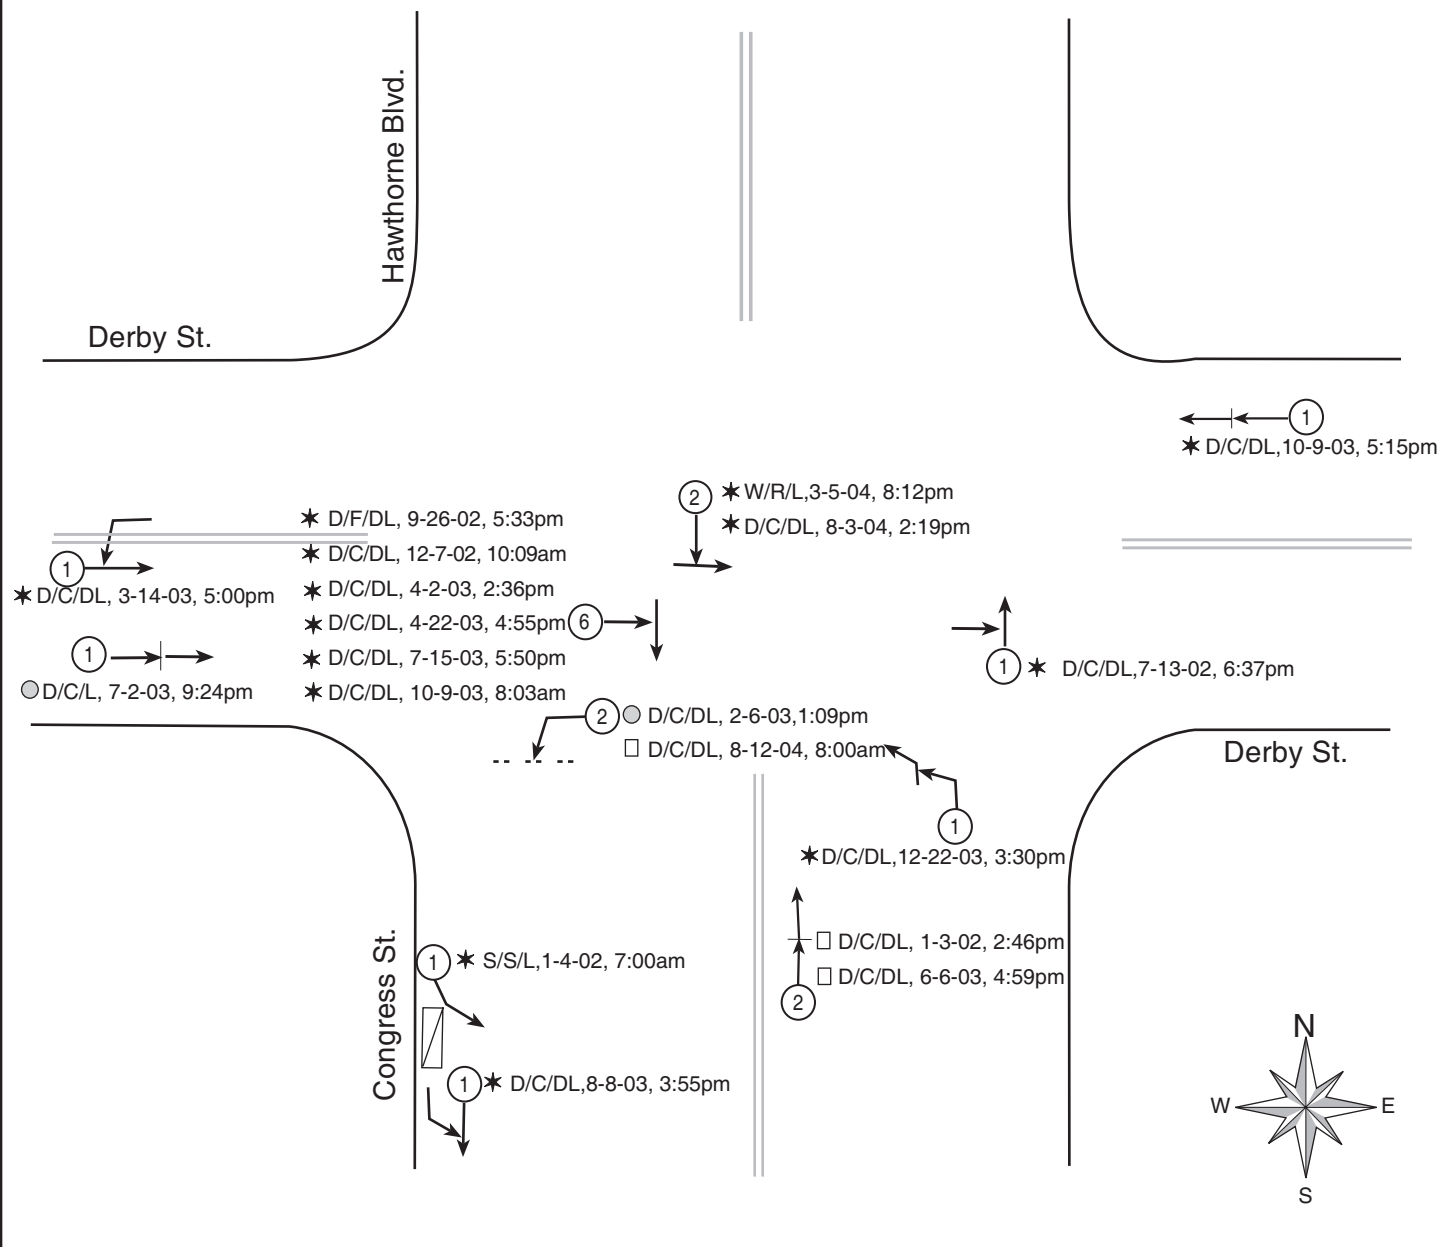 Hawthorne Blvd.
Derby St.
1
D/C/DL,10-9-03, 5:15pm
2
W/R/L,3-5-04, 8:12pm
D/C/DL, 8-3-04, 2:19pm
D/F/DL, 9-26-02, 5:33pm
D/C/DL, 12-7-02, 10:09am
D/C/DL, 4-2-03, 2:36pm
D/C/DL, 4-22-03, 4:55pm
D/C/DL, 7-15-03, 5:50pm
D/C/DL, 10-9-03, 8:03am
6
1
D/C/DL, 3-14-03, 5:00pm
1
D/C/L, 7-2-03, 9:24pm
1
D/C/DL,7-13-02, 6:37pm
2
D/C/DL, 2-6-03,1:09pm
D/C/DL, 8-12-04, 8:00am
Derby St.
1
D/C/DL,12-22-03, 3:30pm
D/C/DL, 1-3-02, 2:46pm
D/C/DL, 6-6-03, 4:59pm
2
Congress St.
1
S/S/L,1-4-02, 7:00am
1
D/C/DL,8-8-03, 3:55pm
N
W
E
S